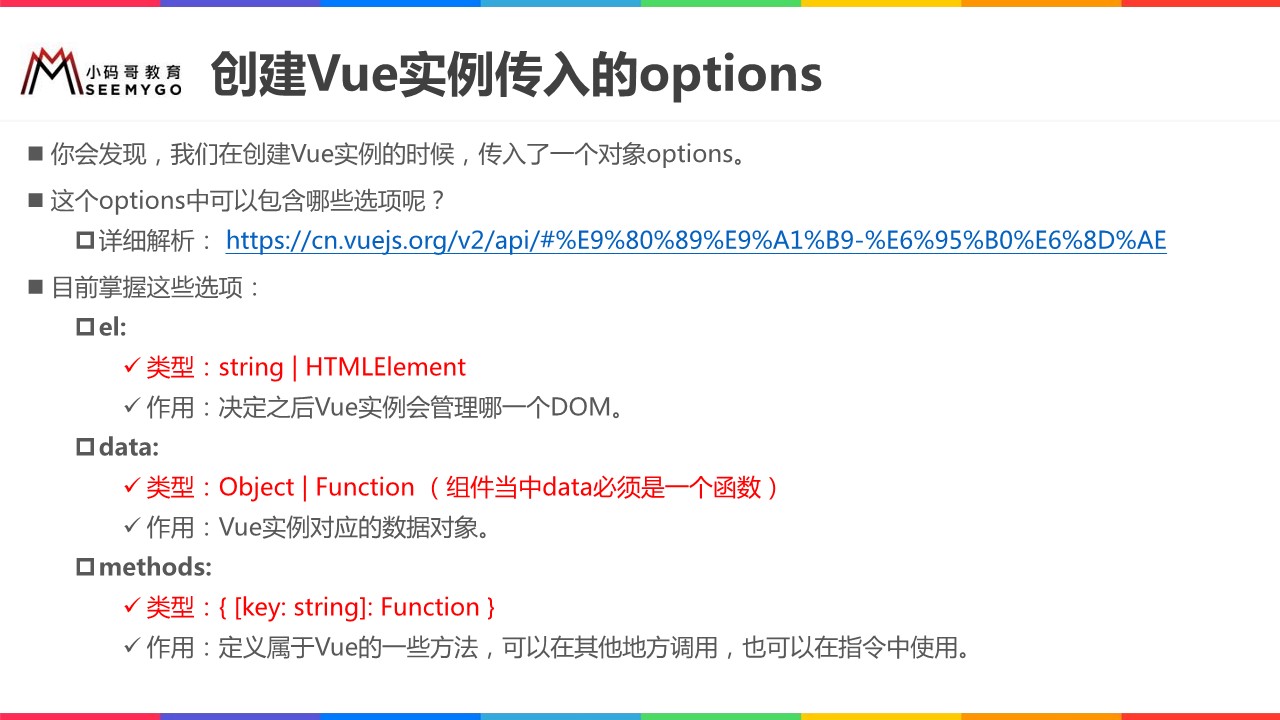 小码哥教育
SEEMYGO
创建Vue实例传入的options
你会发现，我们在创建Vue实例的时候，传入了一个对象options。
这个options中可以包含哪些选项呢？
详细解析： https://cn.vuejs.org/v2/api/#%E9%80%89%E9%A1%B9-%E6%95%B0%E6%8D%AE
目前掌握这些选项：
el:
类型：string | HTMLElement
作用：决定之后Vue实例会管理哪一个DOM。
data:
类型：Object | Function （组件当中data必须是一个函数）
作用：Vue实例对应的数据对象。
methods:
类型：{ [key: string]: Function }
作用：定义属于Vue的一些方法，可以在其他地方调用，也可以在指令中使用。